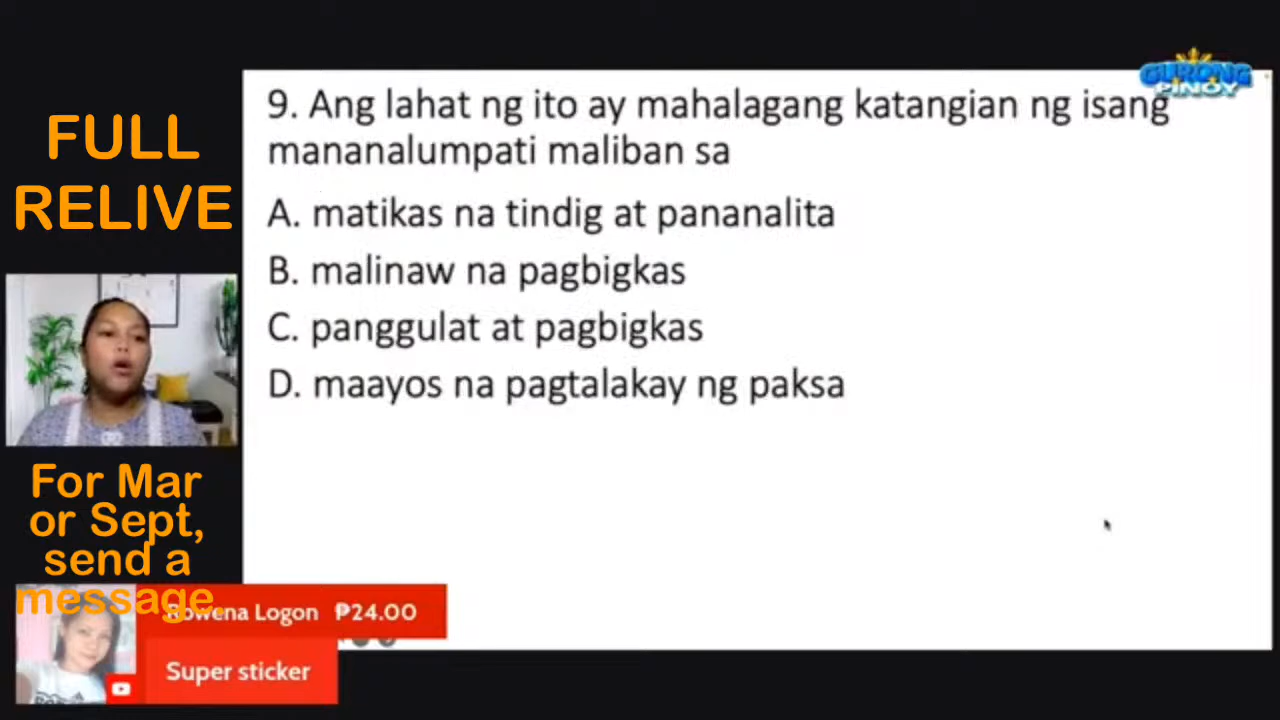 GURONG
PINOY
FULL
RELIVE
9. Ang lahat ng ito ay mahalagang katangian ng isang
mananalumpati maliban sa
A. matikas na tindig at pananalita
B. malinaw na pagbigkas
C. panggulat at pagbigkas
D. maayos na pagtalakay ng paksa
For Mar
or Sept,
send a
message.
Rowena Logon ₱24.00
Super sticker